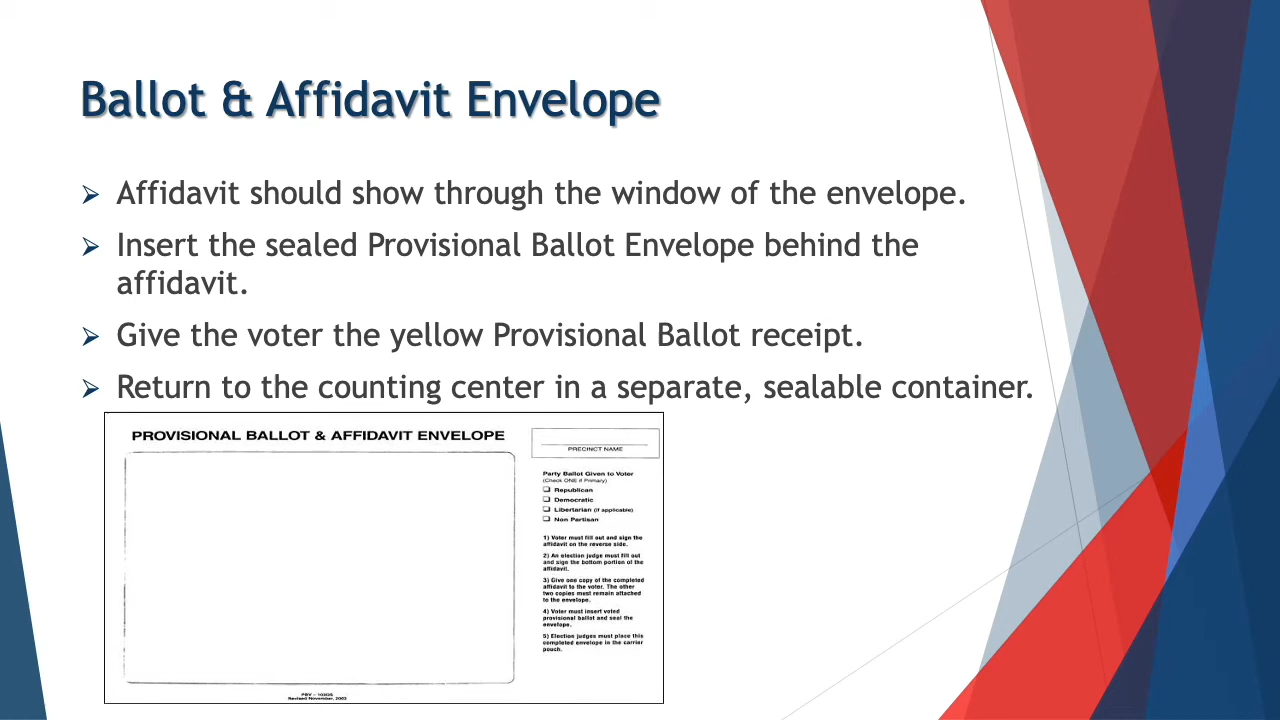 Ballot & Affidavit Envelope
Affidavit should show through the window of the envelope.
Insert the sealed Provisional Ballot Envelope behind the
affidavit.
Give the voter the yellow Provisional Ballot receipt.
Return to the counting center in a separate, sealable container.
PROVISIONAL BALLOT & AFFIDAVIT ENVELOPE
PRECINCT NAME
Party Ballot Given to Voter
(Check ONE if Primary)
Republican
Democratic
Libertarian (if applicable)
Non Partisan
1) Voter must fill out and sign the
affidavit on the reverse side.
2) An election judge must fill out
and sign the bottom portion of the
affidavit.
3) Give one copy of the completed
affidavit to the voter. The other
two copies must remain attached
to the envelope.
4) Voter must insert voted
provisional ballot and seal the
envelope.
5) Election judges must place this
completed envelope in the carrier
pouch.
Revised November, 2003